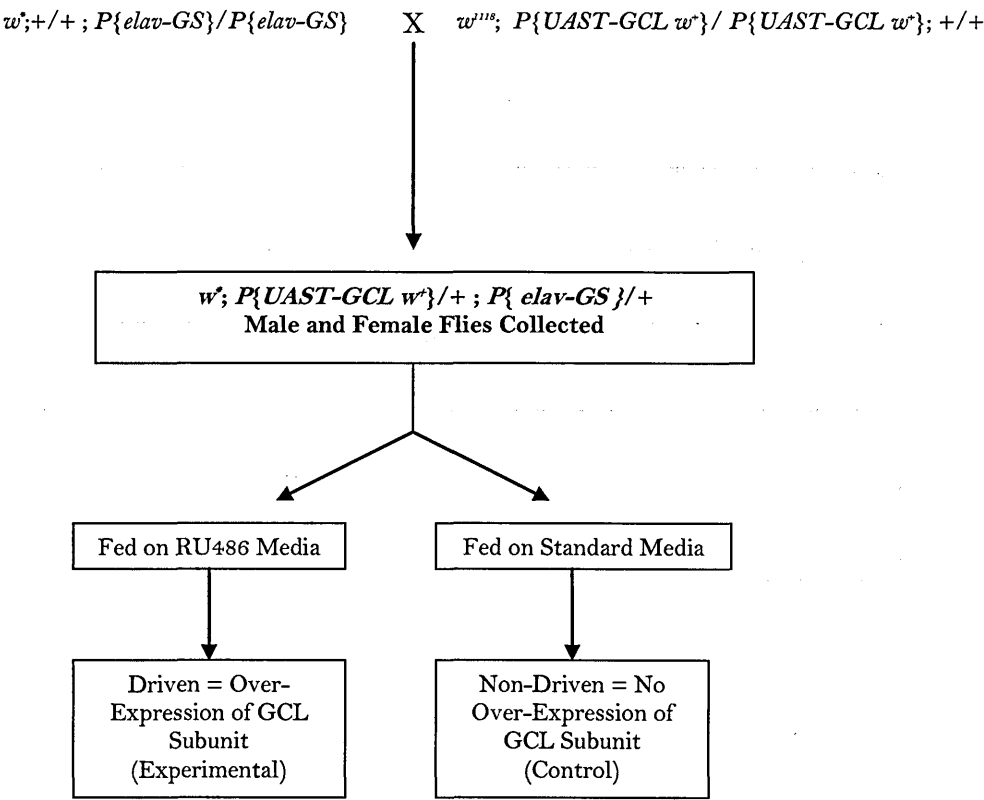 w*;+/+ ; P{elav-GS}/P{elav-GS} X w¹¹¹⁸; P{UAST-GCL w⁺}/ P{UAST-GCL w⁺}; +/+
w*; P{UAST-GCL w⁺}/+ ; P{ elav-GS }/+
Male and Female Flies Collected
Fed on RU486 Media
Fed on Standard Media
Driven = Over-
Expression of GCL
Subunit
(Experimental)
Non-Driven = No
Over-Expression of
GCL Subunit
(Control)